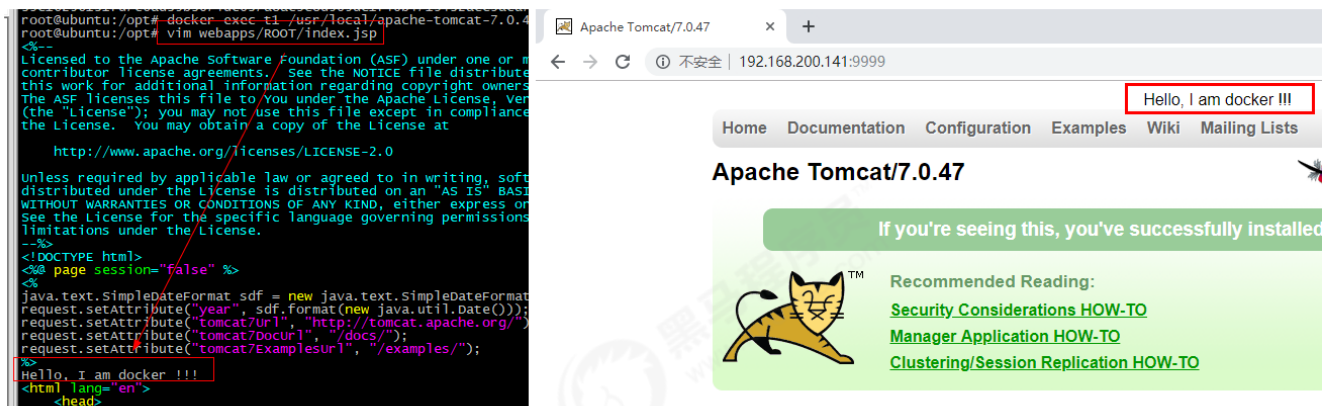 root@ubuntu:/opt# docker exec t1 /usr/local/apache-tomcat-7.0.4
root@ubuntu:/opt# vim webapps/ROOT/index.jsp
<%--
Licensed to the Apache Software Foundation (ASF) under one or m
contributor license agreements.  See the NOTICE file distribute
this work for additional information regarding copyright owners
The ASF licenses this file to You under the Apache License, Ver
(the "License"); you may not use this file except in compliance
the License.  You may obtain a copy of the License at
http://www.apache.org/licenses/LICENSE-2.0
Unless required by applicable law or agreed to in writing, soft
distributed under the License is distributed on an "AS IS" BASI
WITHOUT WARRANTIES OR CONDITIONS OF ANY KIND, either express or
See the License for the specific language governing permissions
limitations under the License.
--%>
<!DOCTYPE html>
<%@ page session="false" %>
<%
java.text.SimpleDateFormat sdf = new java.text.SimpleDateFormat
request.setAttribute("year", sdf.format(new java.util.Date()));
request.setAttribute("tomcat7Url", "http://tomcat.apache.org/")
request.setAttribute("tomcat7DocUrl", "/docs/");
request.setAttribute("tomcat7ExamplesUrl", "/examples/");
%>
Hello, I am docker !!!
<html lang="en">
<head>
Apache Tomcat/7.0.47
不安全 | 192.168.200.141:9999
Hello, I am docker !!!
Home Documentation Configuration Examples Wiki Mailing Lists
Apache Tomcat/7.0.47
If you're seeing this, you've successfully installed
TM
Recommended Reading:
Security Considerations HOW-TO
Manager Application HOW-TO
Clustering/Session Replication HOW-TO